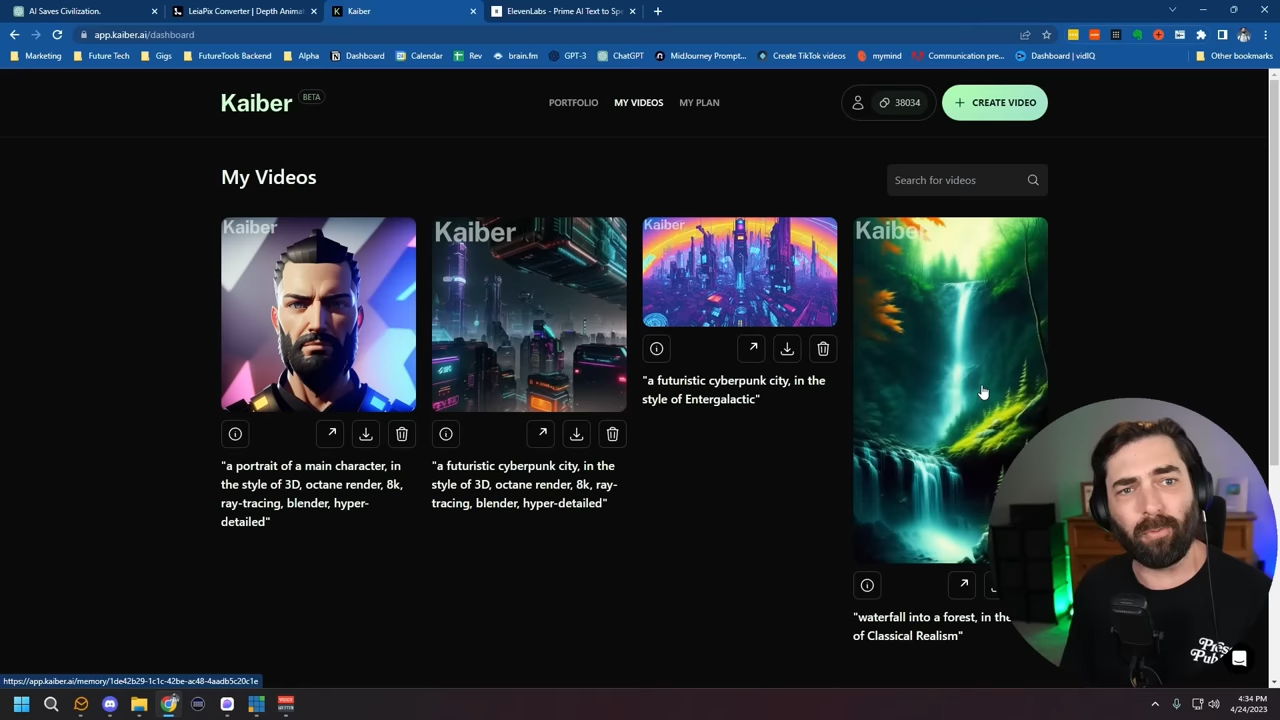 AI Saves Civilization.
LeiaPix Converter | Depth Animat
Kaiber
ElevenLabs - Prime AI Text to Spe
app.kaiber.ai/dashboard
Marketing
Future Tech
Gigs
FutureTools Backend
Alpha
Dashboard
Calendar
Rev
brain.fm
GPT-3
ChatGPT
MidJourney Prompt...
Create TikTok videos
mymind
Communication pre...
Dashboard | vidIQ
Other bookmarks
Kaiber
BETA
PORTFOLIO
MY VIDEOS
MY PLAN
38034
+ CREATE VIDEO
My Videos
Search for videos
Kaiber
Kaiber
Kaiber
Kaiber
"a portrait of a main character, in
the style of 3D, octane render, 8k,
ray-tracing, blender, hyper-
detailed"
"a futuristic cyberpunk city, in the
style of 3D, octane render, 8k, ray-
tracing, blender, hyper-detailed"
"a futuristic cyberpunk city, in the
style of Entergalactic"
"waterfall into a forest, in the
of Classical Realism"
https://app.kaiber.ai/memory/1de42b29-1c1c-42be-ac48-4aadb5c20c1e
4:34 PM
4/24/2023